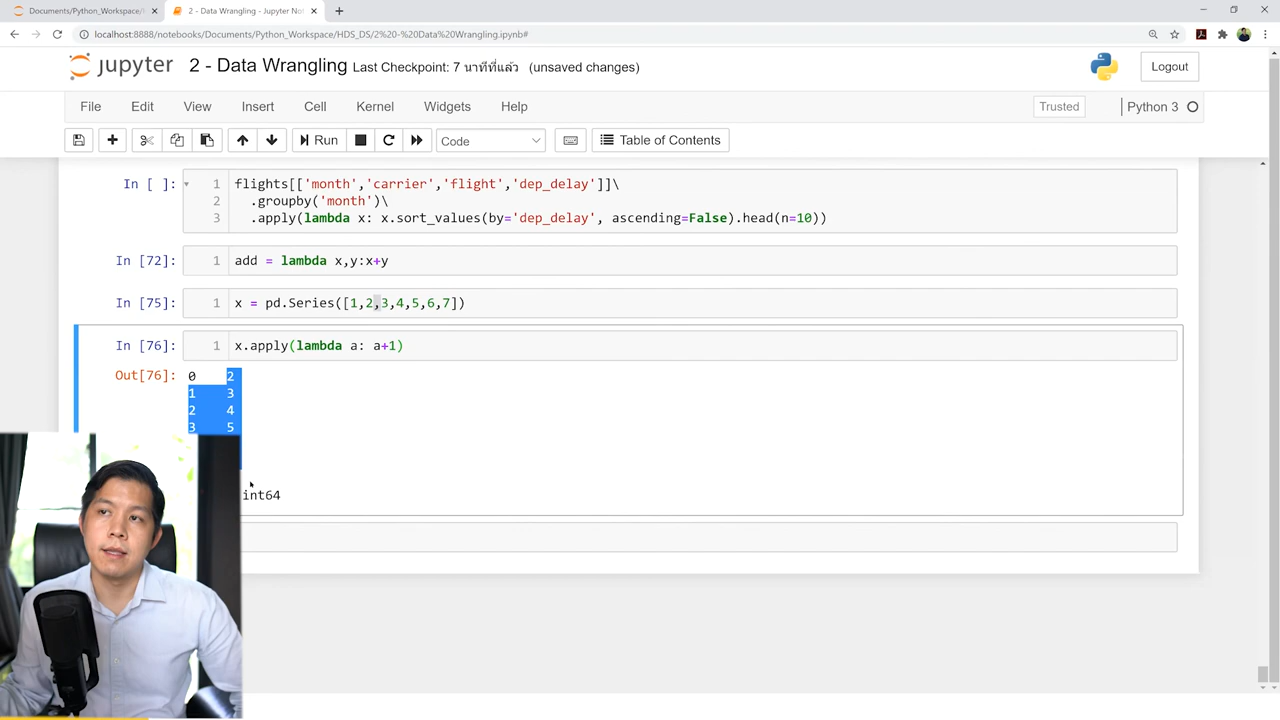 Documents/Python_Workspace/H
2 - Data Wrangling - Jupyter No
localhost:8888/notebooks/Documents/Python_Workspace/HDS_DS/2%20-%20Data%20Wrangling.ipynb#
jupyter 2 - Data Wrangling Last Checkpoint: 7 นาทีที่แล้ว (unsaved changes)
Logout
File Edit View Insert Cell Kernel Widgets Help
Trusted
Python 3
Run
Code
Table of Contents
In [ ]:
1 flights[['month','carrier','flight','dep_delay']]\
2 .groupby('month')\
3 .apply(lambda x: x.sort_values(by='dep_delay', ascending=False).head(n=10))
In [72]: 1 add = lambda x,y:x+y
In [75]: 1 x = pd.Series([1,2,3,4,5,6,7])
In [76]: 1 x.apply(lambda a: a+1)
Out[76]: 0 2
1 3
2 4
3 5
int64